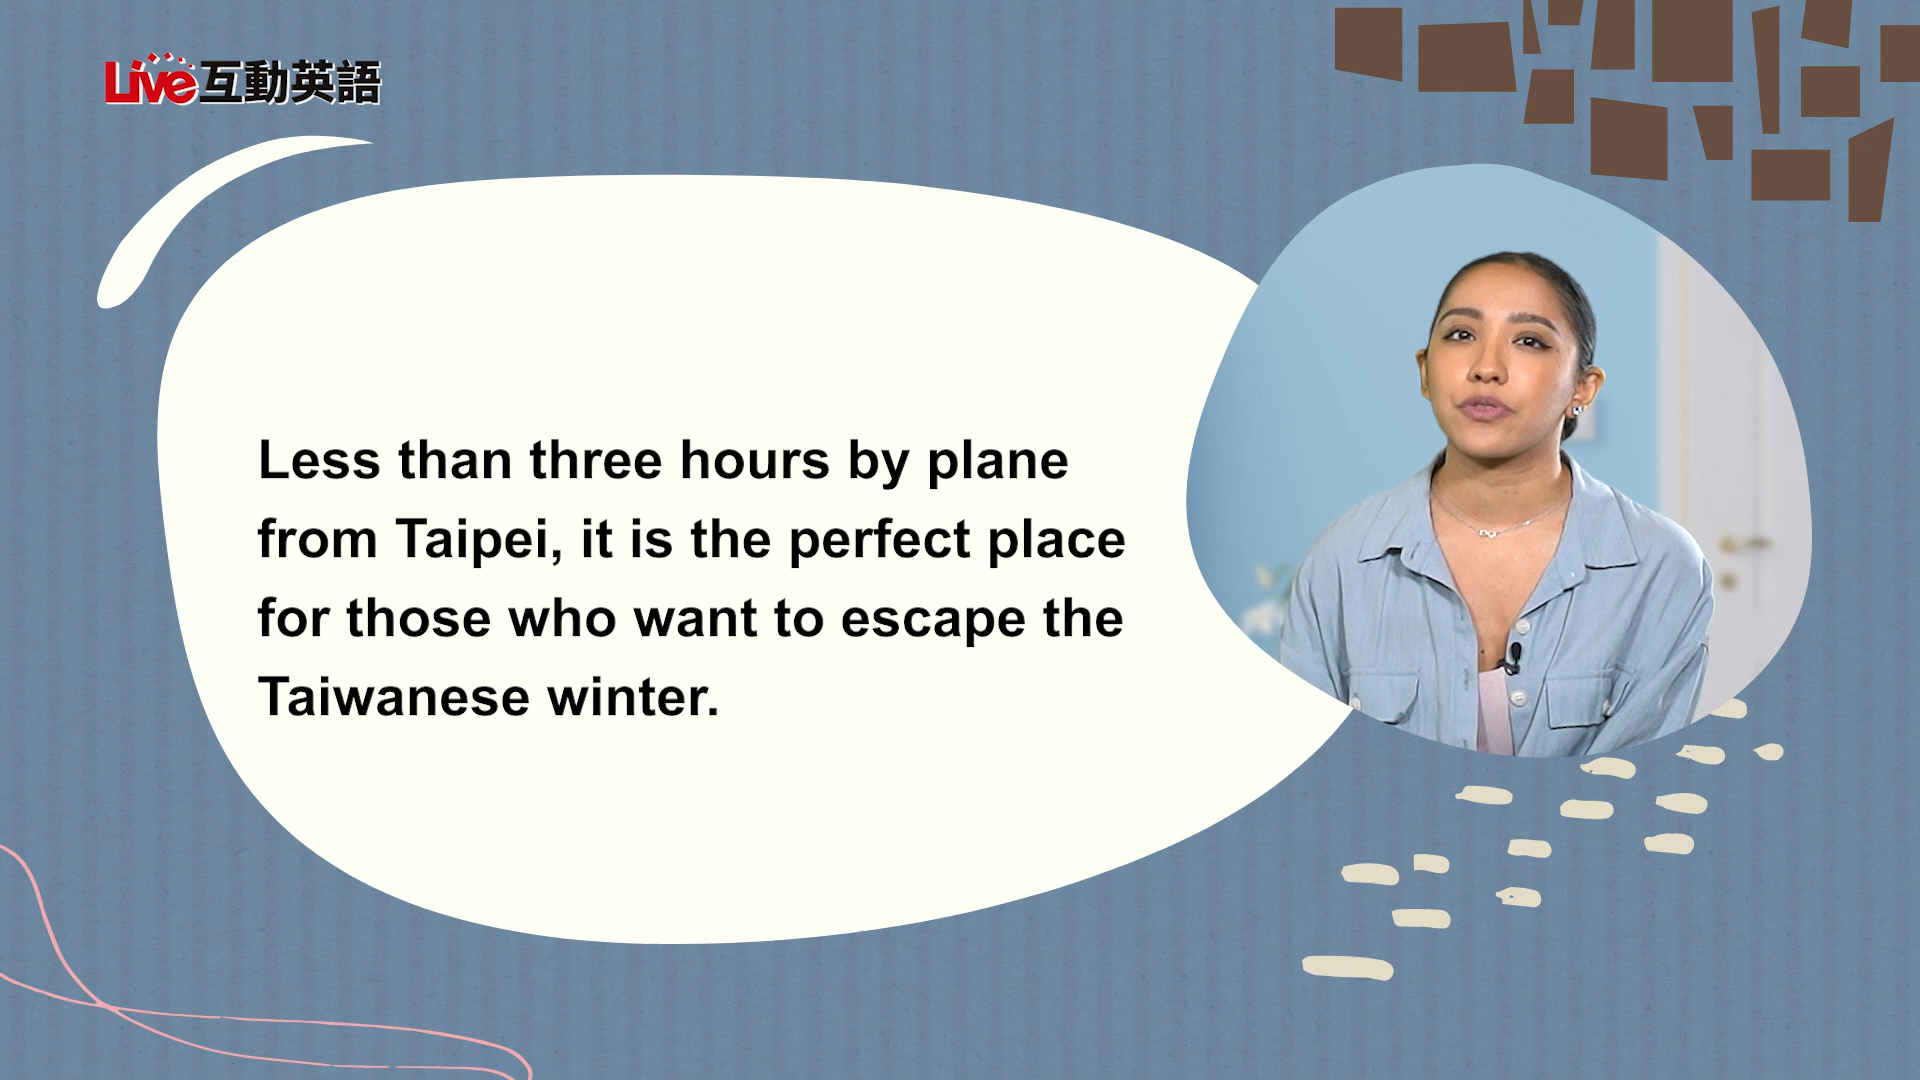 Live互動英語
Less than three hours by plane
from Taipei, it is the perfect place
for those who want to escape the
Taiwanese winter.